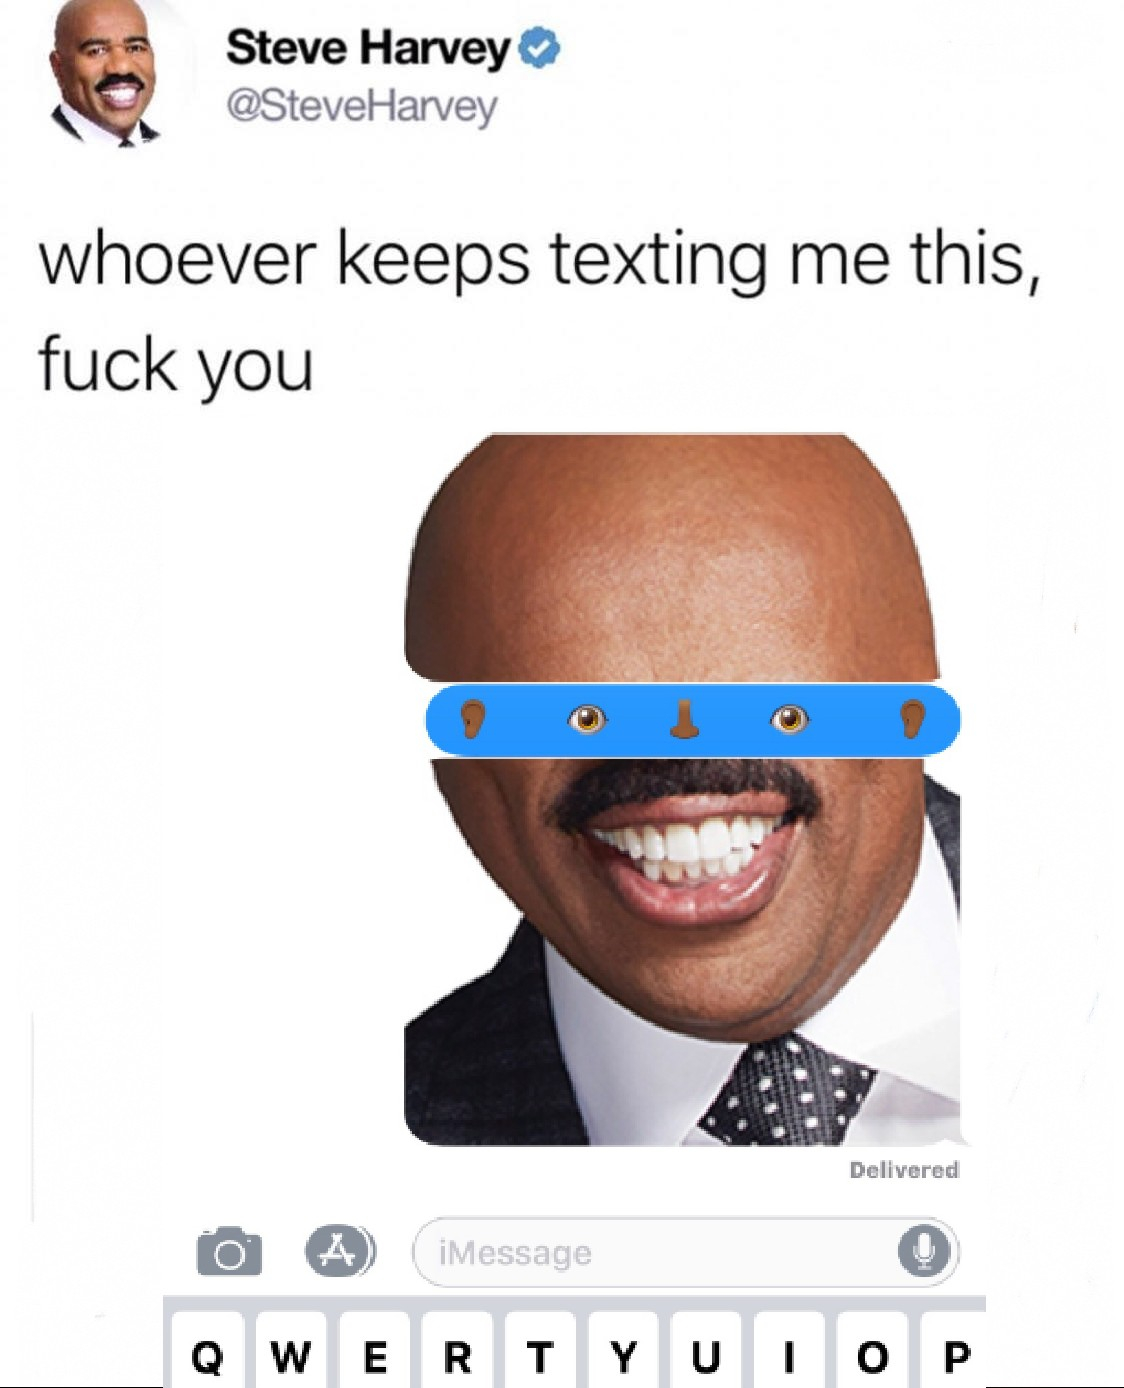 Steve Harvey
@SteveHarvey
whoever keeps texting me this,
fuck you
Delivered
iMessage
Q W E R T Y U I O P